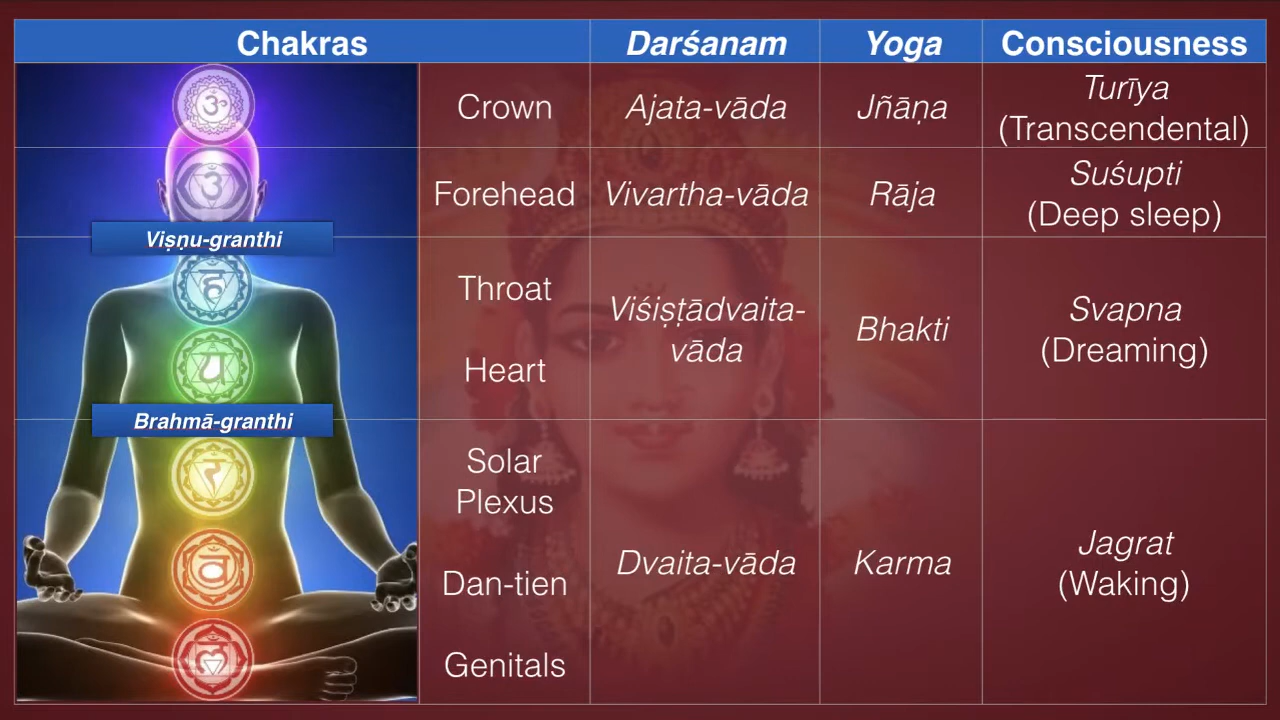 Chakras
Darśanam
Yoga
Consciousness
ॐ
Crown
Ajata-vāda
Jñāṇa
Turīya
(Transcendental)
Forehead
Vivartha-vāda
Rāja
Suśupti
(Deep sleep)
Viṣṇu-granthi
हं
Throat
Viśiṣṭādvaita-
vāda
Bhakti
Svapna
(Dreaming)
Heart
Brahmā-granthi
Solar
Plexus
Dvaita-vāda
Karma
Jagrat
(Waking)
वं
Dan-tien
Genitals